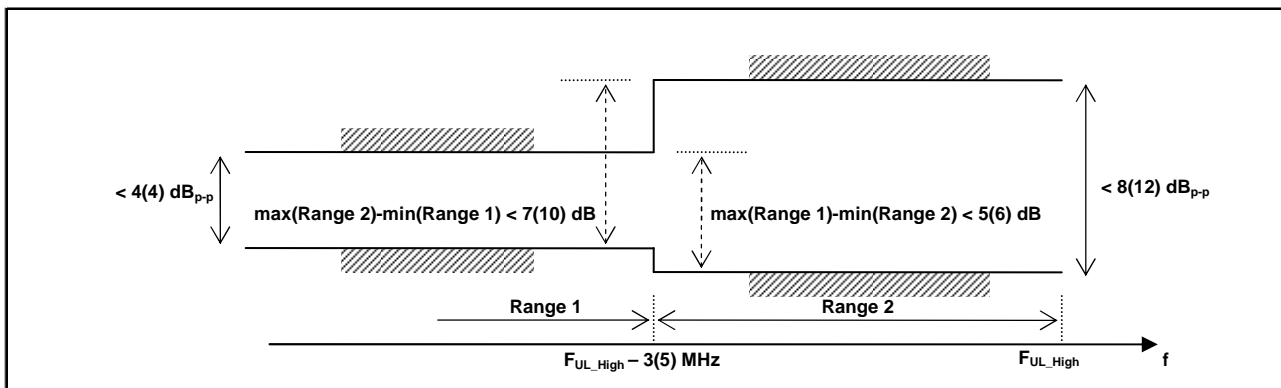 < 4(4) dBp-p
max(Range 2)-min(Range 1) < 7(10) dB
max(Range 1)-min(Range 2) < 5(6) dB
< 8(12) dBp-p
Range 1
Range 2
FUL_High – 3(5) MHz
FUL_High
f